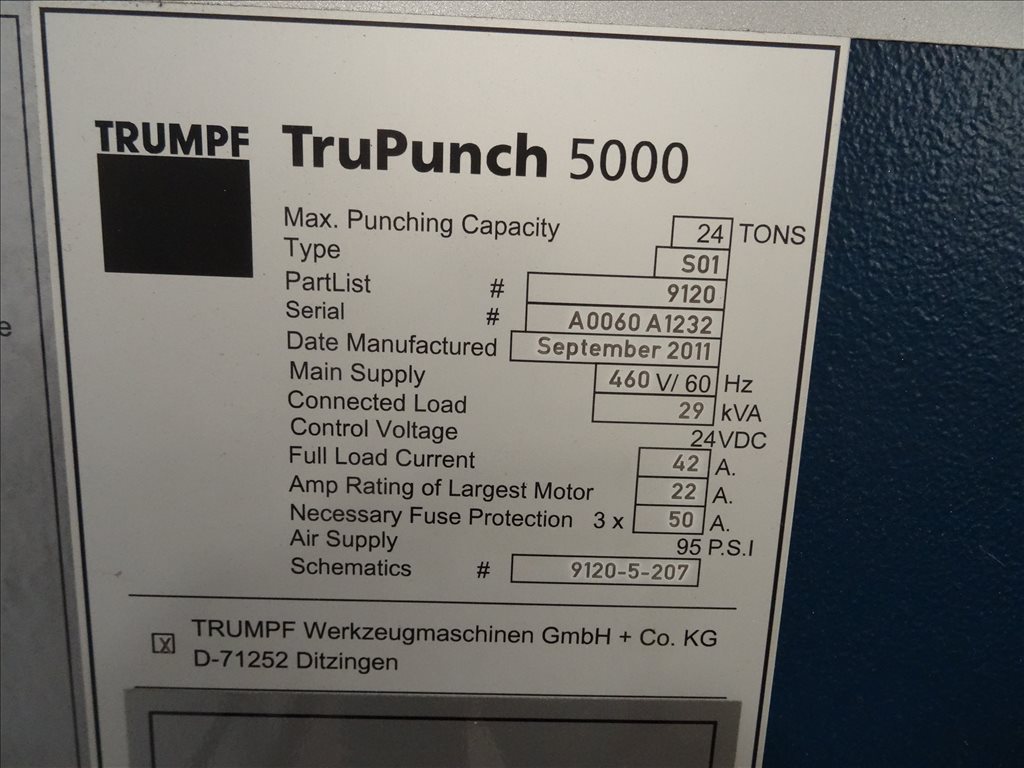 TRUMPF
TruPunch 5000
Max. Punching Capacity 24 TONS
Type S01
PartList # 9120
Serial # A0060 A1232
Date Manufactured September 2011
Main Supply 460 V/ 60 Hz
Connected Load 29 kVA
Control Voltage 24VDC
Full Load Current 42 A.
Amp Rating of Largest Motor 22 A.
Necessary Fuse Protection 3 x 50 A.
Air Supply 95 P.S.I
Schematics # 9120-5-207
X TRUMPF Werkzeugmaschinen GmbH + Co. KG
D-71252 Ditzingen